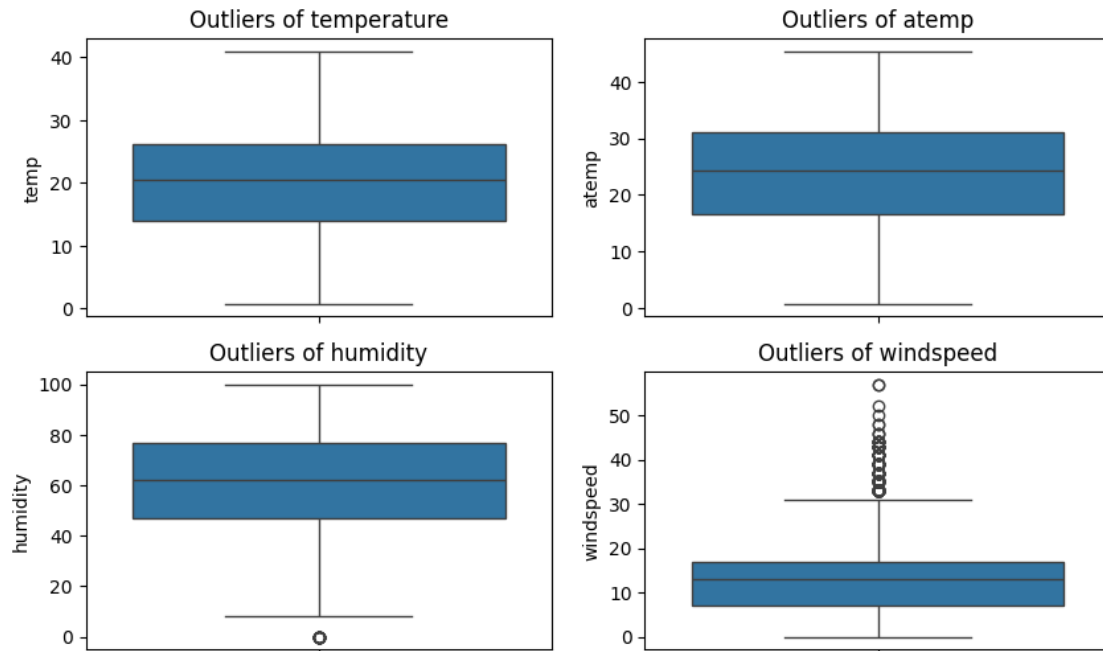 Outliers of temperature
40
30
20
10
0
temp
Outliers of atemp
40
30
20
10
0
atemp
Outliers of humidity
100
80
60
40
20
0
humidity
Outliers of windspeed
50
40
30
20
10
0
windspeed